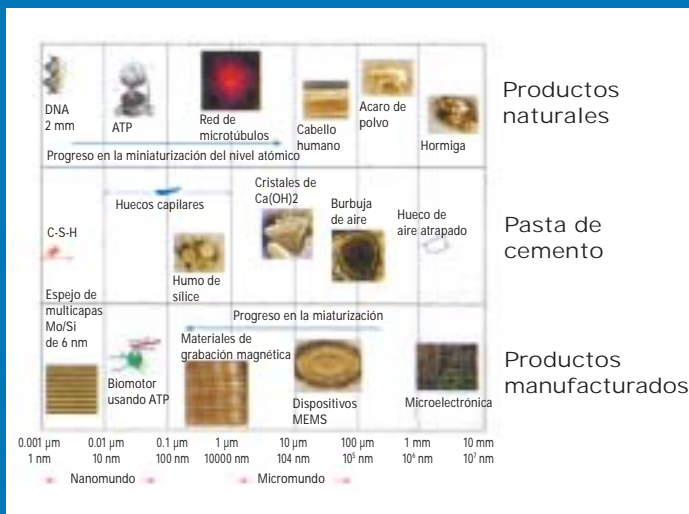 Productos
naturales
DNA
2 mm
ATP
Red de
microtúbulos
Cabello
humano
Acaro de
polvo
Hormiga
Progreso en la miniaturización del nivel atómico
Pasta de
cemento
C-S-H
Huecos capilares
Humo de
sílice
Cristales de
Ca(OH)2
Burbuja
de aire
Hueco de
aire atrapado
Productos
manufacturados
Espejo de
multicapas
Mo/Si
de 6 nm
Biomotor
usando ATP
Progreso en la miaturización
Materiales de
grabación magnética
Dispositivos
MEMS
Microelectrónica
0.001 µm 0.01 µm 0.1 µm 1 µm 10 µm 100 µm 1 mm 10 mm
1 nm 10 nm 100 nm 10000 nm 104 nm 10⁵ nm 10⁶ nm 10⁷ nm
Nanomundo Micromundo